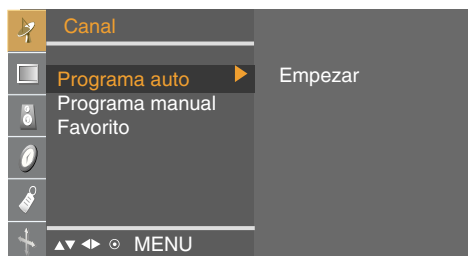 Canal
Programa auto
Empezar
Programa manual
Favorito
MENU